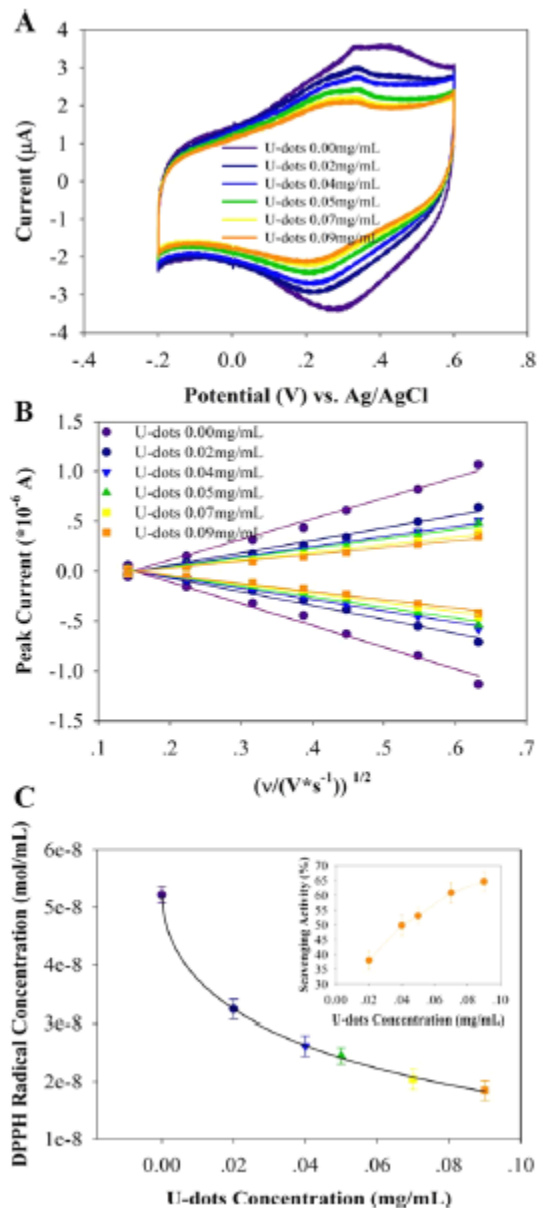 A
4
3
2
1
0
-1
-2
-3
-4
Current (μA)
U-dots 0.00mg/mL
U-dots 0.02mg/mL
U-dots 0.04mg/mL
U-dots 0.05mg/mL
U-dots 0.07mg/mL
U-dots 0.09mg/mL
-.4 -.2 0.0 .2 .4 .6 .8
Potential (V) vs. Ag/AgCl
B
1.5
1.0
.5
0.0
-.5
-1.0
-1.5
Peak Current (*10⁻⁶ A)
U-dots 0.00mg/mL
U-dots 0.02mg/mL
U-dots 0.04mg/mL
U-dots 0.05mg/mL
U-dots 0.07mg/mL
U-dots 0.09mg/mL
.1 .2 .3 .4 .5 .6 .7
(ν/(V*s⁻¹)) ¹/²
C
6e-8
5e-8
4e-8
3e-8
2e-8
1e-8
DPPH Radical Concentration (mol/mL)
70
65
60
55
50
45
40
35
30
Scavenging Activity (%)
0.00 .02 .04 .06 .08 .10
U-dots Concentration (mg/mL)
0.00 .02 .04 .06 .08 .10
U-dots Concentration (mg/mL)